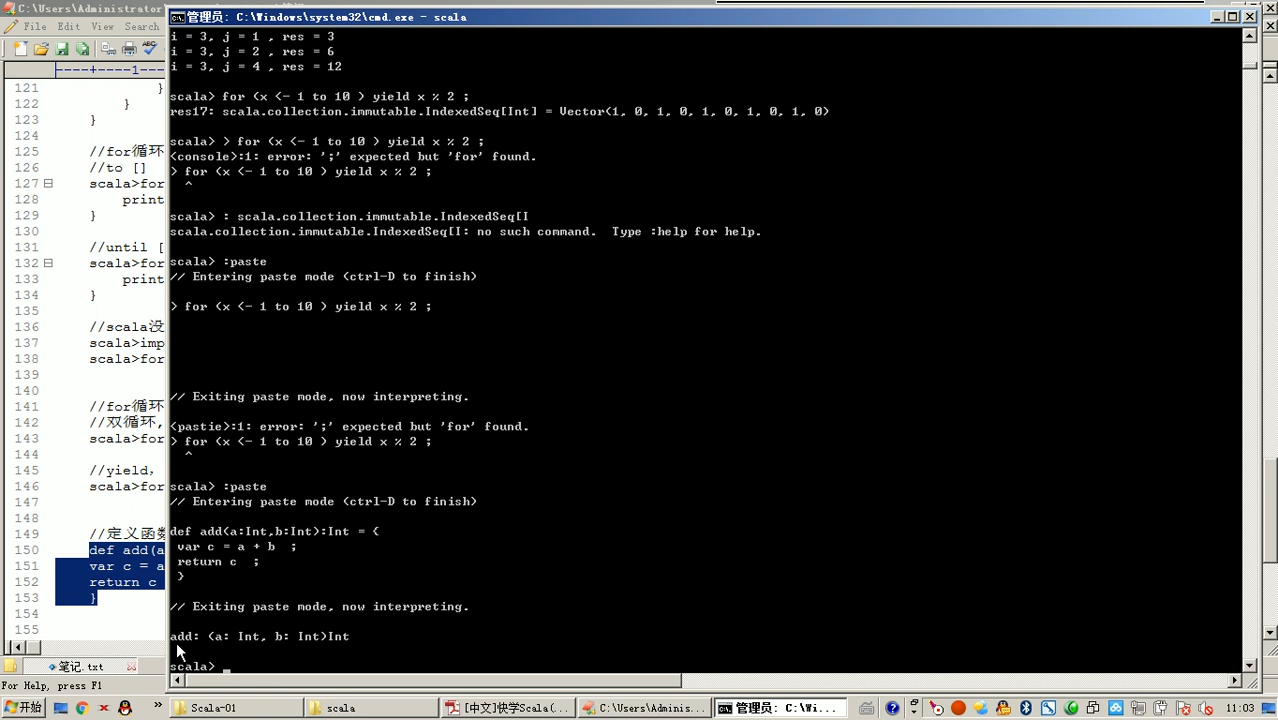 C:\Users\Administrator
File Edit View Search
----+----1-
121 }
122 }
123 }
124
125 //for循环
126 //to []
127 scala>for
128 print
129 }
130
131 //until [
132 scala>for
133 print
134 }
135
136 //scala没
137 scala>imp
138 scala>for
139
140
141 //for循环
142 //双循环,
143 scala>for
144
145 //yield,
146 scala>for
147
148
149 //定义函数
150 def add(a
151 var c = a
152 return c
153 }
154
155
笔记.txt
For Help, press F1
管理员: C:\Windows\system32\cmd.exe - scala
i = 3, j = 1 , res = 3
i = 3, j = 2 , res = 6
i = 3, j = 4 , res = 12
scala> for (x <- 1 to 10 ) yield x % 2 ;
res17: scala.collection.immutable.IndexedSeq[Int] = Vector(1, 0, 1, 0, 1, 0, 1, 0, 1, 0)
scala> > for (x <- 1 to 10 ) yield x % 2 ;
<console>:1: error: ';' expected but 'for' found.
> for (x <- 1 to 10 ) yield x % 2 ;
^
scala> : scala.collection.immutable.IndexedSeq[I
scala.collection.immutable.IndexedSeq[I: no such command.  Type :help for help.
scala> :paste
// Entering paste mode (ctrl-D to finish)
> for (x <- 1 to 10 ) yield x % 2 ;
// Exiting paste mode, now interpreting.
<pastie>:1: error: ';' expected but 'for' found.
> for (x <- 1 to 10 ) yield x % 2 ;
^
scala> :paste
// Entering paste mode (ctrl-D to finish)
def add(a:Int,b:Int):Int = {
var c = a + b  ;
return c  ;
}
// Exiting paste mode, now interpreting.
add: (a: Int, b: Int)Int
scala> _
开始
Scala-01
scala
[中文]快学Scala(...
C:\Users\Adminis...
管理员: C:\Wi...
11:03